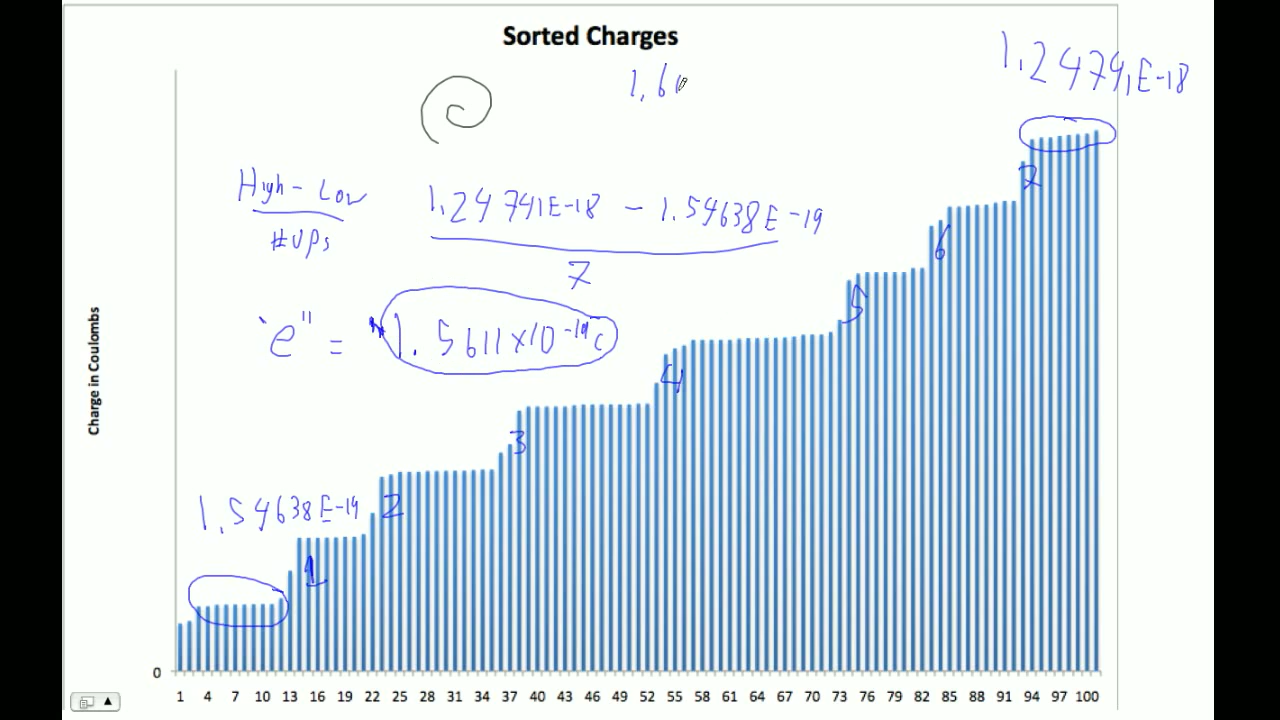 Sorted Charges
1.6
1.24741E-18
High - Low
# UPs
1.24741E-18 - 1.54638E-19
7
"e" = 1.5611x10-19 C
1.54638E-19
1
2
3
4
5
6
7
Charge in Coulombs
0
1 4 7 10 13 16 19 22 25 28 31 34 37 40 43 46 49 52 55 58 61 64 67 70 73 76 79 82 85 88 91 94 97 100